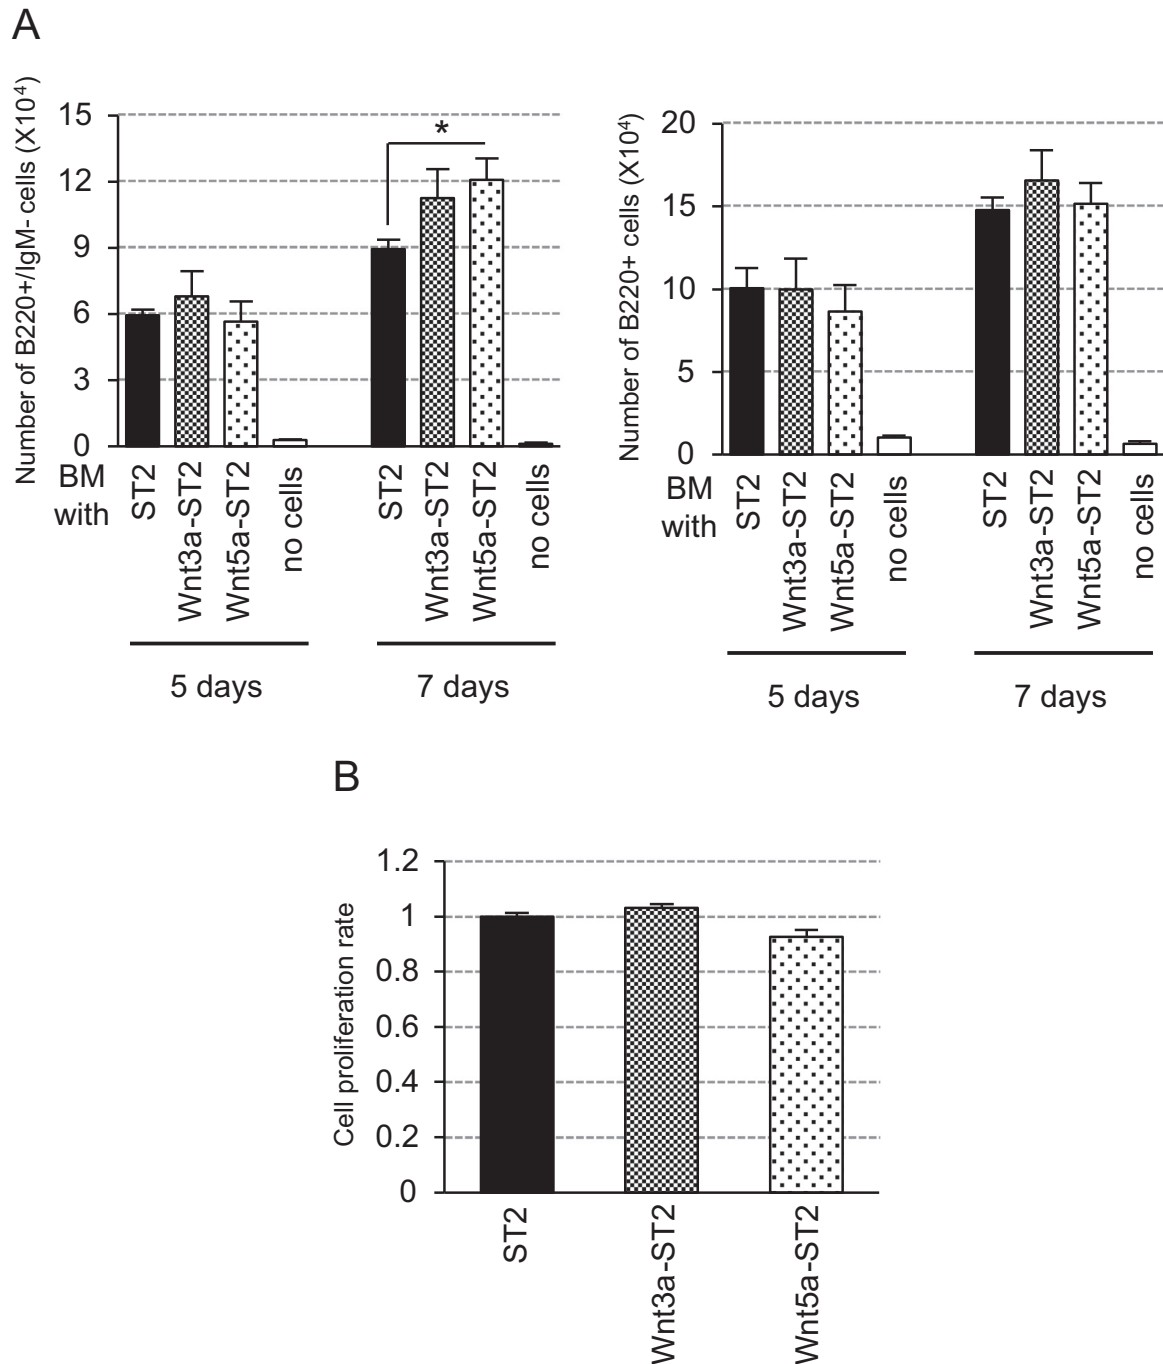 A
Number of B220+/IgM- cells (X10⁴)
15
12
9
6
3
0
*
BM
with
ST2
Wnt3a-ST2
Wnt5a-ST2
no cells
ST2
Wnt3a-ST2
Wnt5a-ST2
no cells
5 days
7 days
Number of B220+ cells (X10⁴)
20
15
10
5
0
BM
with
ST2
Wnt3a-ST2
Wnt5a-ST2
no cells
ST2
Wnt3a-ST2
Wnt5a-ST2
no cells
5 days
7 days
B
Cell proliferation rate
1.2
1
0.8
0.6
0.4
0.2
0
ST2
Wnt3a-ST2
Wnt5a-ST2